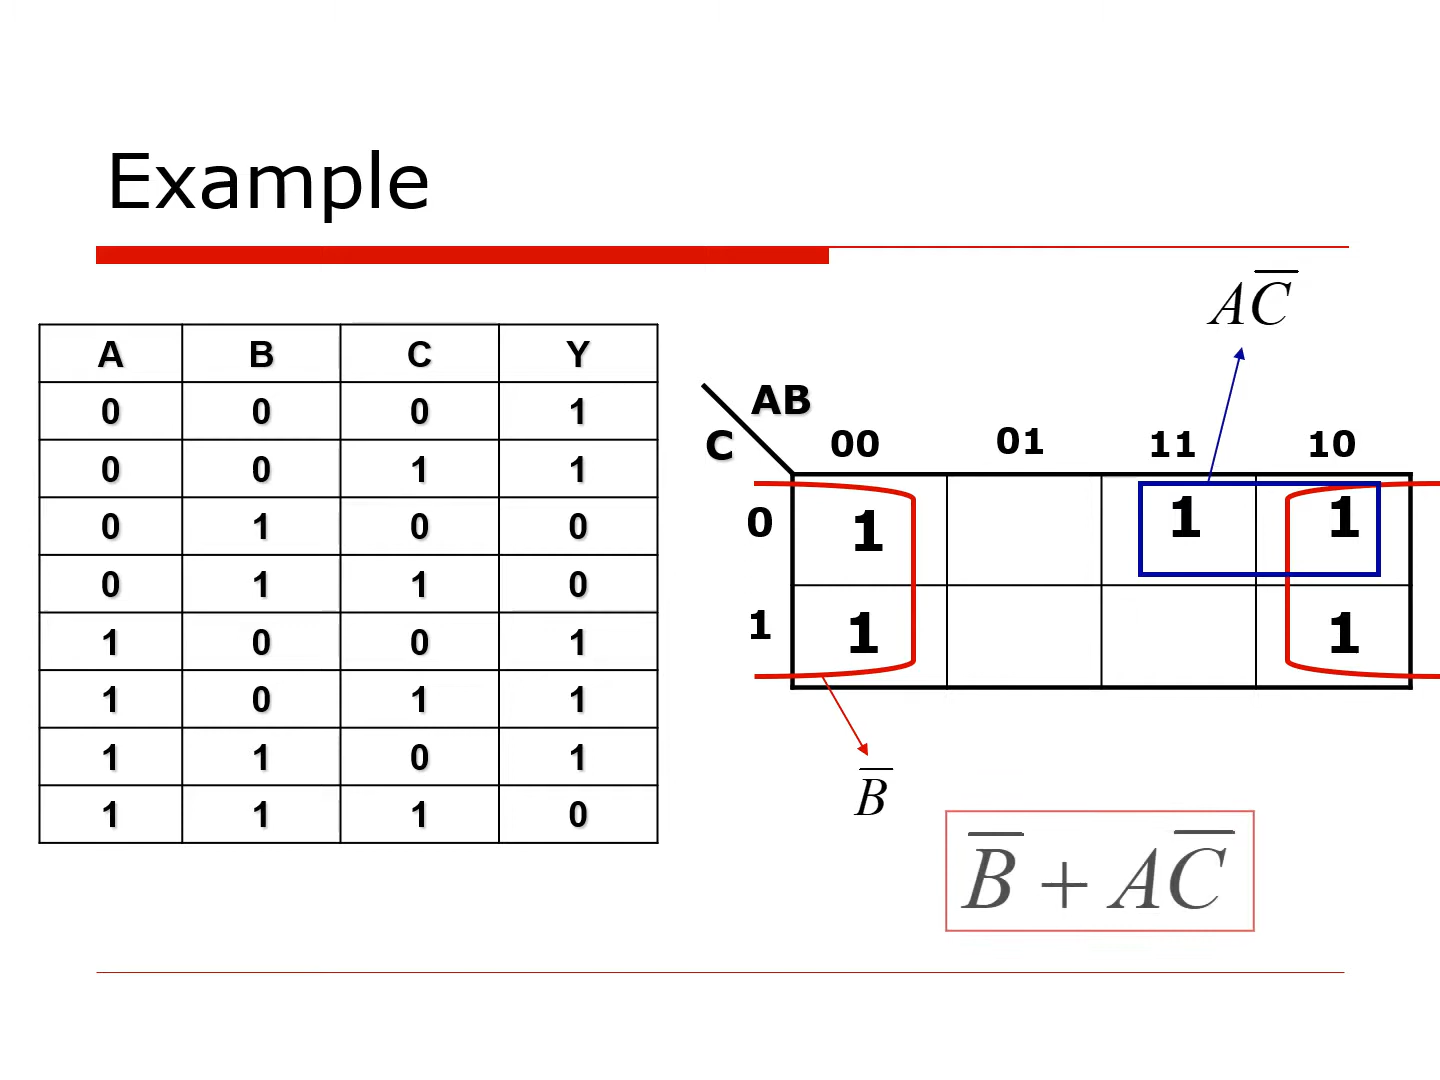 Example
A B C Y
0 0 0 1
0 0 1 1
0 1 0 0
0 1 1 0
1 0 0 1
1 0 1 1
1 1 0 1
1 1 1 0
AC̅
AB
C
00 01 11 10
0 1 1 1
1 1 1
B̅
B̅ + AC̅